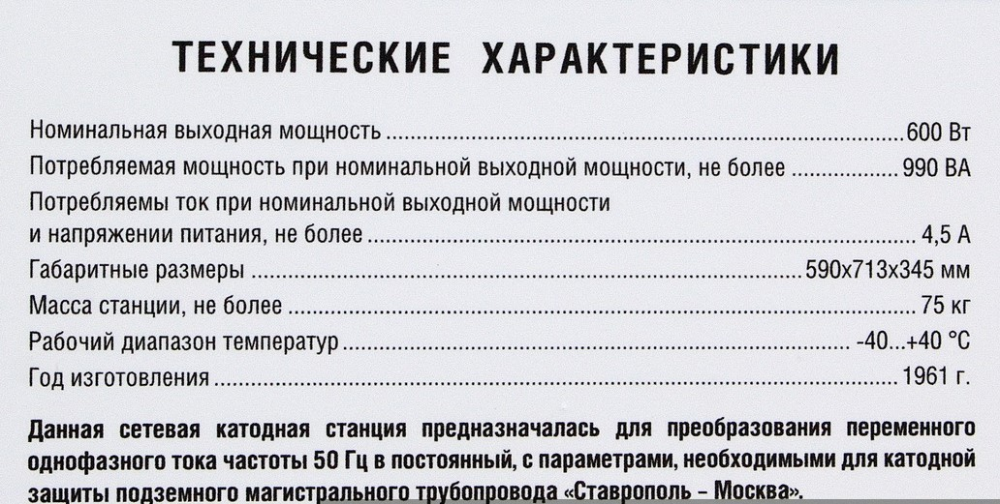 ТЕХНИЧЕСКИЕ ХАРАКТЕРИСТИКИ
Номинальная выходная мощность ........ 600 Вт
Потребляемая мощность при номинальной выходной мощности, не более ........ 990 ВА
Потребляемы ток при номинальной выходной мощности
и напряжении питания, не более ........ 4,5 А
Габаритные размеры ........ 590х713х345 мм
Масса станции, не более ........ 75 кг
Рабочий диапазон температур ........ -40...+40 °С
Год изготовления ........ 1961 г.
Данная сетевая катодная станция предназначалась для преобразования переменного
однофазного тока частоты 50 Гц в постоянный, с параметрами, необходимыми для катодной
защиты подземного магистрального трубопровода «Ставрополь – Москва».